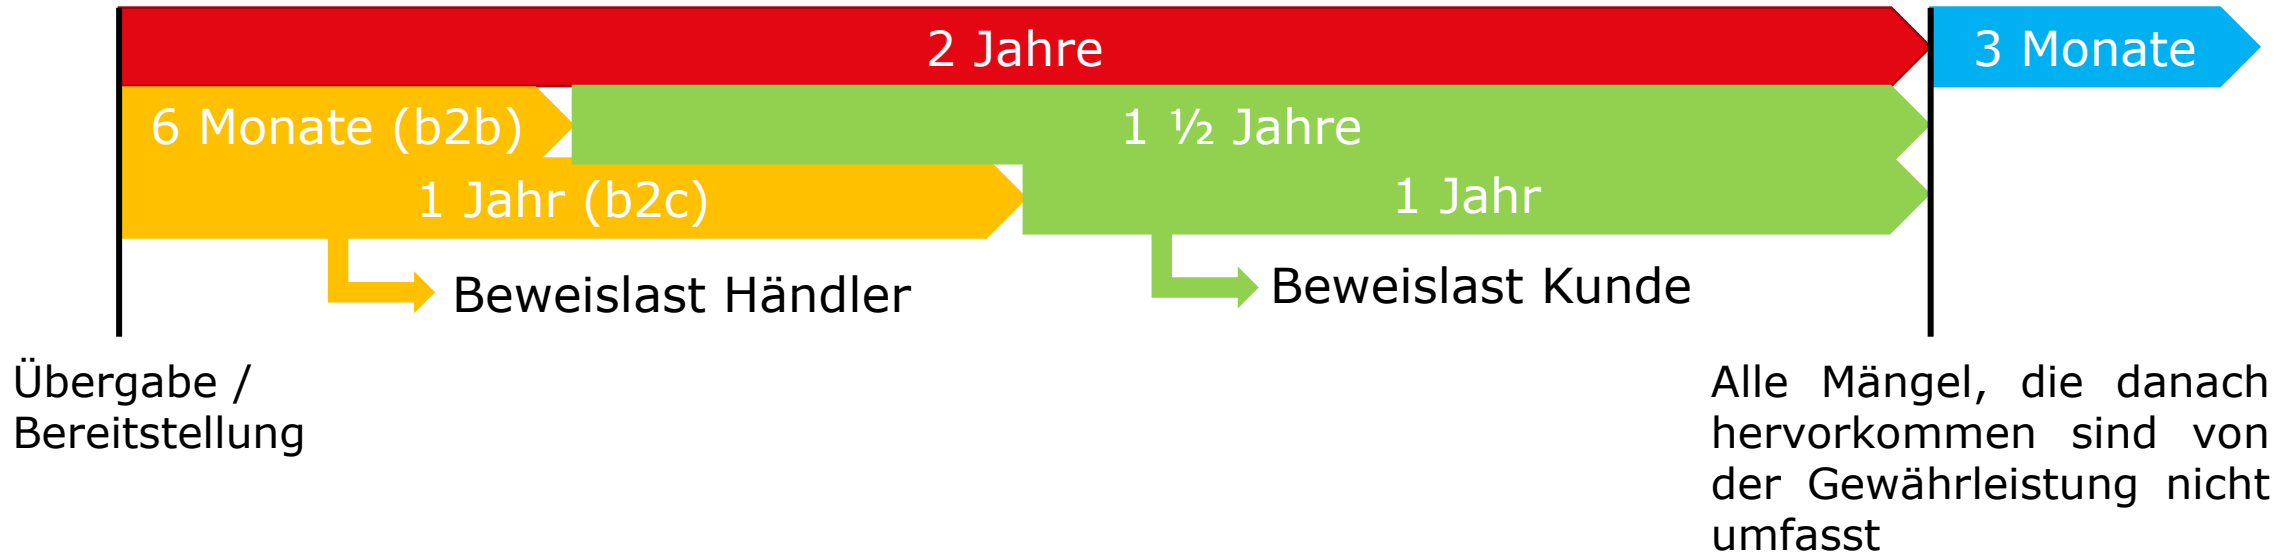 2 Jahre
3 Monate
6 Monate (b2b)
1 ½ Jahre
1 Jahr (b2c)
1 Jahr
Beweislast Händler
Beweislast Kunde
Übergabe /
Bereitstellung
Alle Mängel, die danach
hervorkommen sind von
der Gewährleistung nicht
umfasst